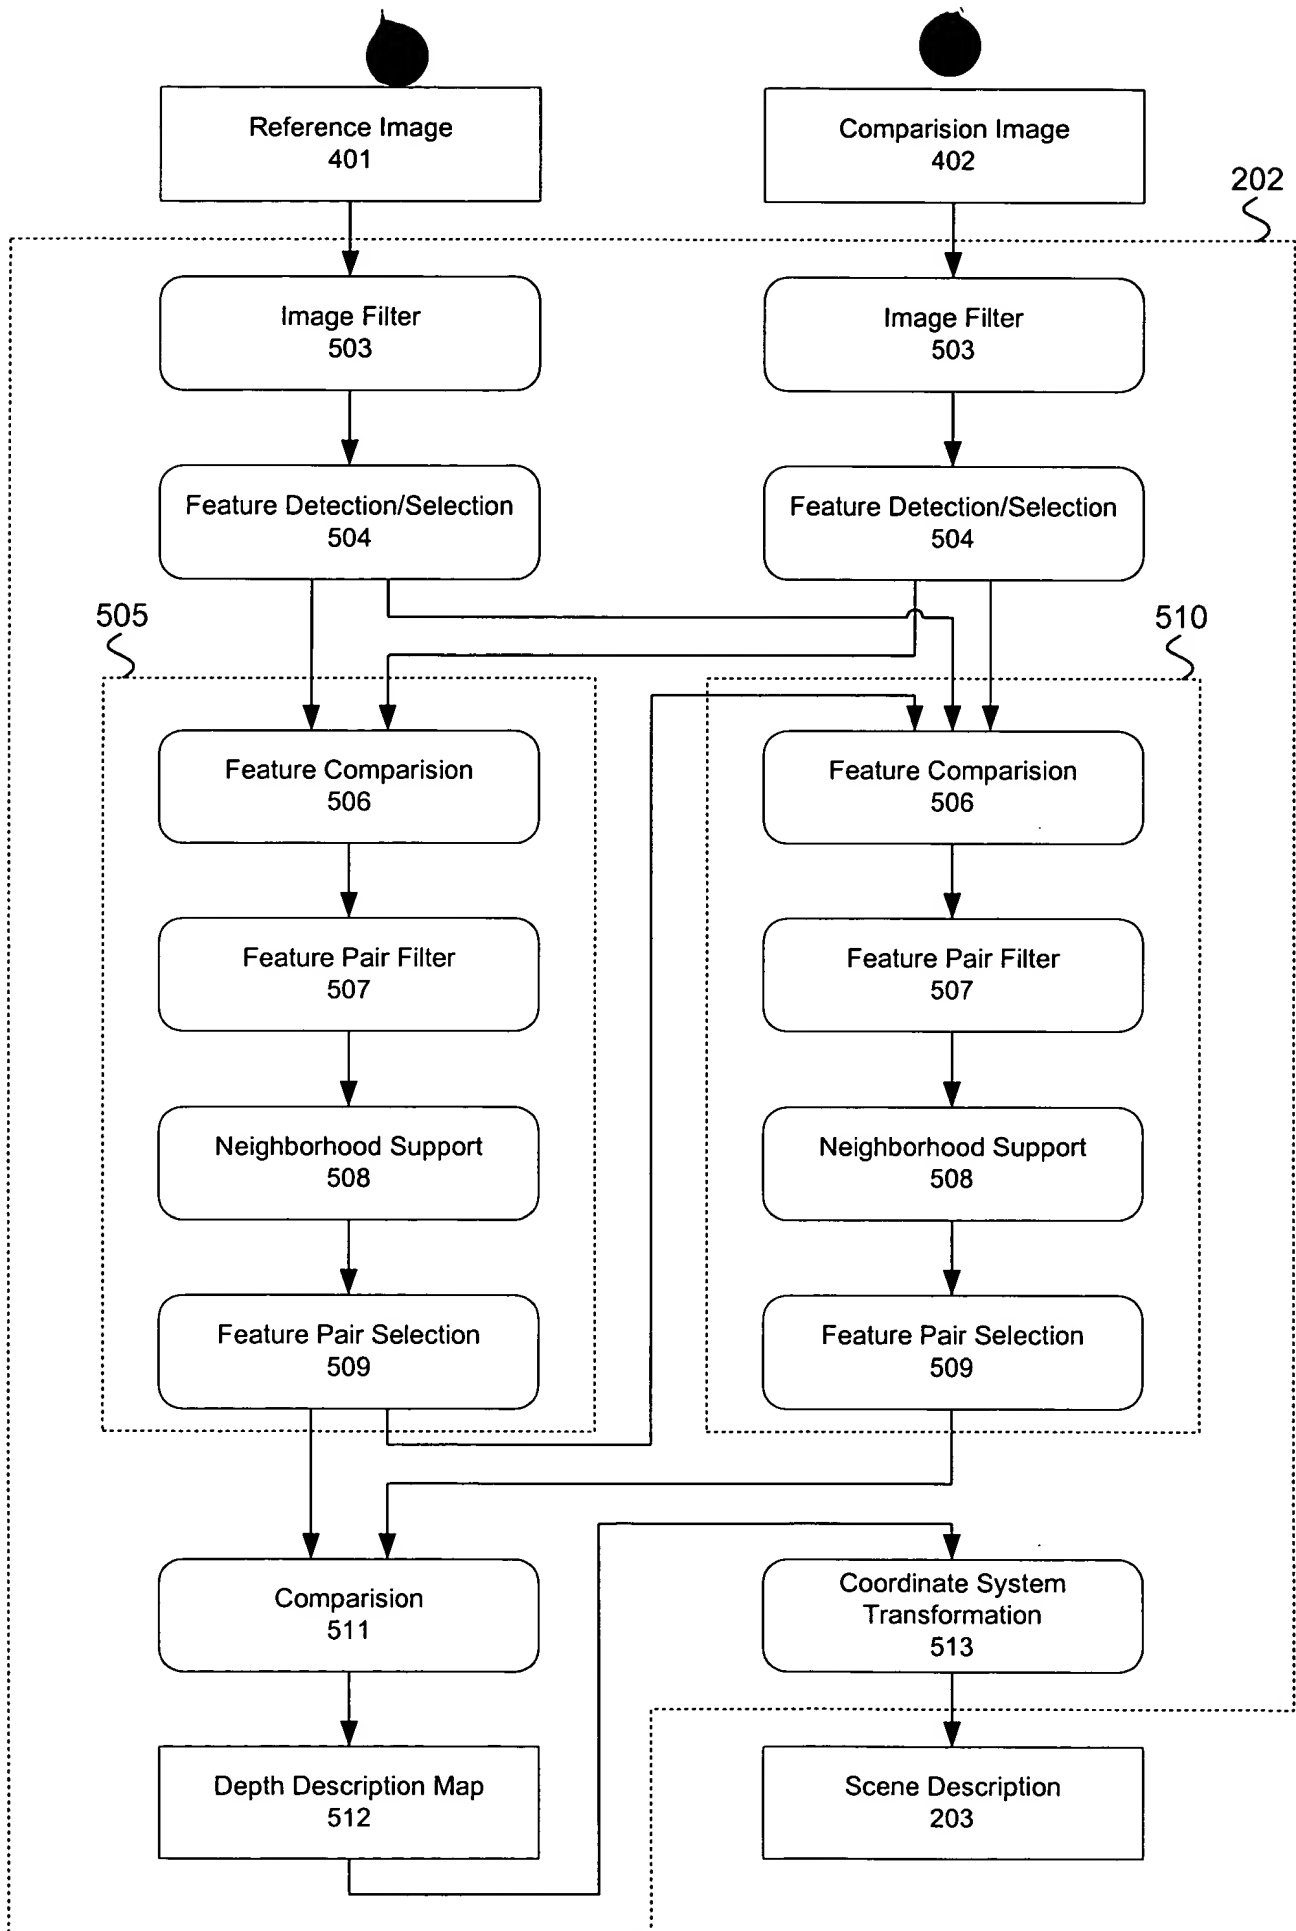 Reference Image
401
Comparision Image
402
202
Image Filter
503
Image Filter
503
Feature Detection/Selection
504
Feature Detection/Selection
504
505
510
Feature Comparision
506
Feature Comparision
506
Feature Pair Filter
507
Feature Pair Filter
507
Neighborhood Support
508
Neighborhood Support
508
Feature Pair Selection
509
Feature Pair Selection
509
Comparision
511
Coordinate System
Transformation
513
Depth Description Map
512
Scene Description
203